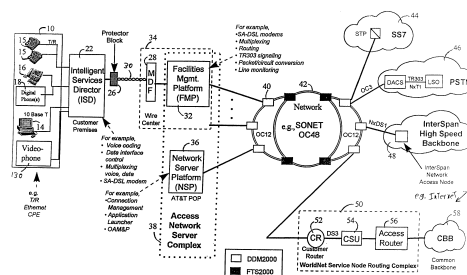 10
15
15
16
18
T/R
Digital
Phone(s)
10 Base T
14
Video-
phone
130
e.g.
T/R
Ethernet
CPE
22
Intelligent
Services
Director
(ISD)
Customer
Premises
For example,
• Voice coding
• Data interface
control
• Multiplexing
voice, data
• SA-DSL modem
Protector
Block
30
26
34
28
MDF
Wire
Center
Facilities
Mgmt.
Platform
(FMP)
32
For example,
• SA-DSL modems
• Multiplexing
• Routing
• TR303 signaling
• Packet/circuit conversion
• Line monitoring
36
Network
Server
Platform
(NSP)
AT&T POP
For example,
• Connection
Management
• Application
Launcher
• OAM&P
38
Access
Network
Server
Complex
40
42
Network
e.g., SONET
OC48
OC12
OC12
STP
44
SS7
46
OC3
DACS
TR303
NxT1
LSO
PSTN
NxDS1
InterSpan
High Speed
Backbone
48
InterSpan
Network
Access Node
e.g. Internet
50
52
CR
Customer
Router
DS3
54
CSU
56
Access
Router
WorldNet Service Node Routing Complex
58
CBB
Common
Backbone
DDM2000
FTS2000